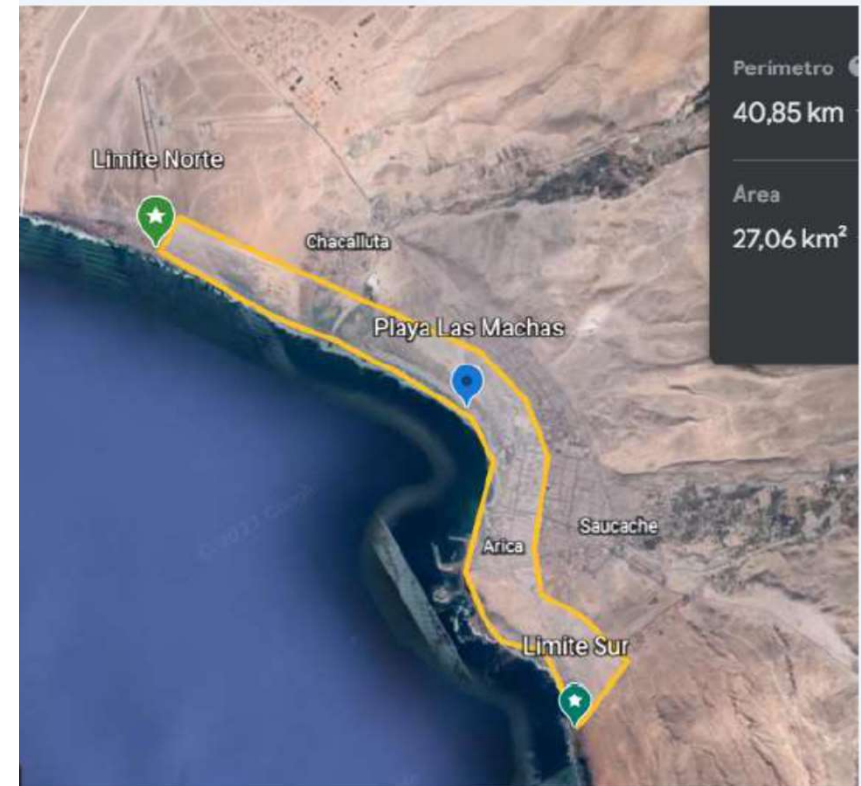 Perímetro
40,85 km
Área
27,06 km²
Limite Norte
Chacalluta
Playa Las Machas
Saucache
Arica
Limite Sur